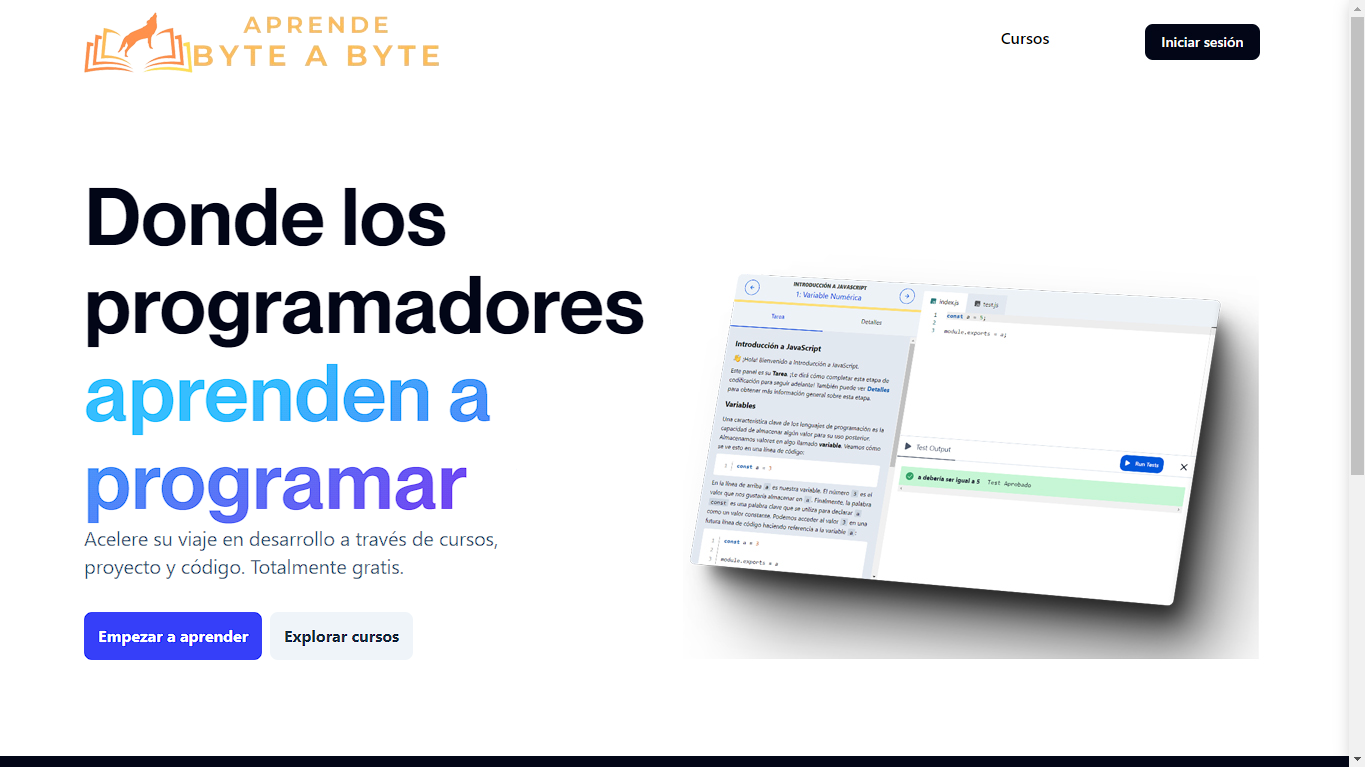 APRENDE
BYTE A BYTE
Cursos
Iniciar sesión
Donde los
programadores
aprenden a
programar
Acelere su viaje en desarrollo a través de cursos,
proyecto y código. Totalmente gratis.
Empezar a aprender
Explorar cursos
INTRODUCCIÓN A JAVASCRIPT
1: Variable Numérica
Tarea
Detalles
Introducción a JavaScript
👋 ¡Hola! Bienvenido a Introducción a JavaScript.
Este panel es su Tarea. ¡Le dirá cómo completar esta etapa de
codificación para seguir adelante! También puede ver Detalles
para obtener más información general sobre esta etapa.
Variables
Una característica clave de los lenguajes de programación es la
capacidad de almacenar algún valor para su uso posterior.
Almacenamos valores en algo llamado variable. Veamos cómo
se ve esto en una línea de código:
1 const a = 3
En la línea de arriba a es nuestra variable. El número 3 es el
valor que nos gustaría almacenar en a. Finalmente, la palabra
const es una palabra clave que se utiliza para declarar a
como un valor constante. Podemos acceder al valor 3 en una
futura línea de código haciendo referencia a la variable a:
1 const a = 3
2
3 module.exports = a
index.js
test.js
1 const a = 5;
2
3 module.exports = a;
Test Output
Run Tests
a debería ser igual a 5 Test Aprobado